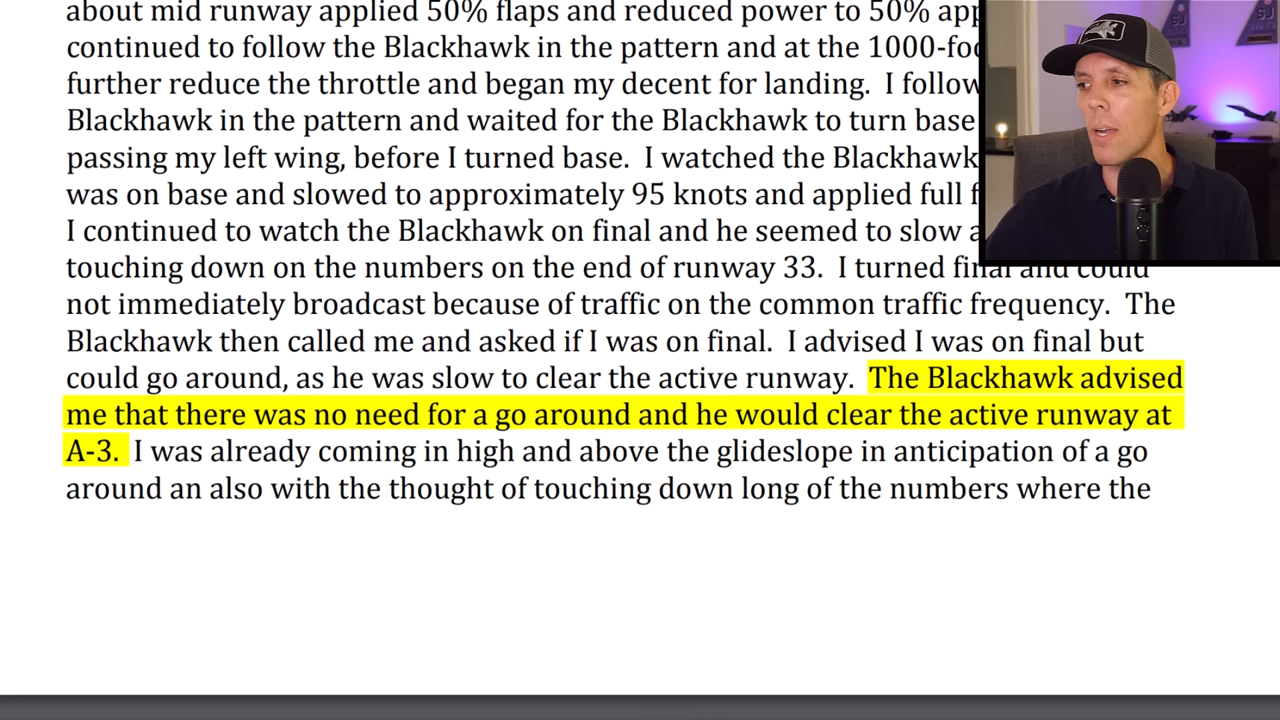 about mid runway applied 50% flaps and reduced power to 50% app
continued to follow the Blackhawk in the pattern and at the 1000-foo
further reduce the throttle and began my decent for landing. I follow
Blackhawk in the pattern and waited for the Blackhawk to turn base
passing my left wing, before I turned base. I watched the Blackhawk
was on base and slowed to approximately 95 knots and applied full f
I continued to watch the Blackhawk on final and he seemed to slow a
touching down on the numbers on the end of runway 33. I turned final and could
not immediately broadcast because of traffic on the common traffic frequency. The
Blackhawk then called me and asked if I was on final. I advised I was on final but
could go around, as he was slow to clear the active runway. The Blackhawk advised
me that there was no need for a go around and he would clear the active runway at
A-3. I was already coming in high and above the glideslope in anticipation of a go
around an also with the thought of touching down long of the numbers where the